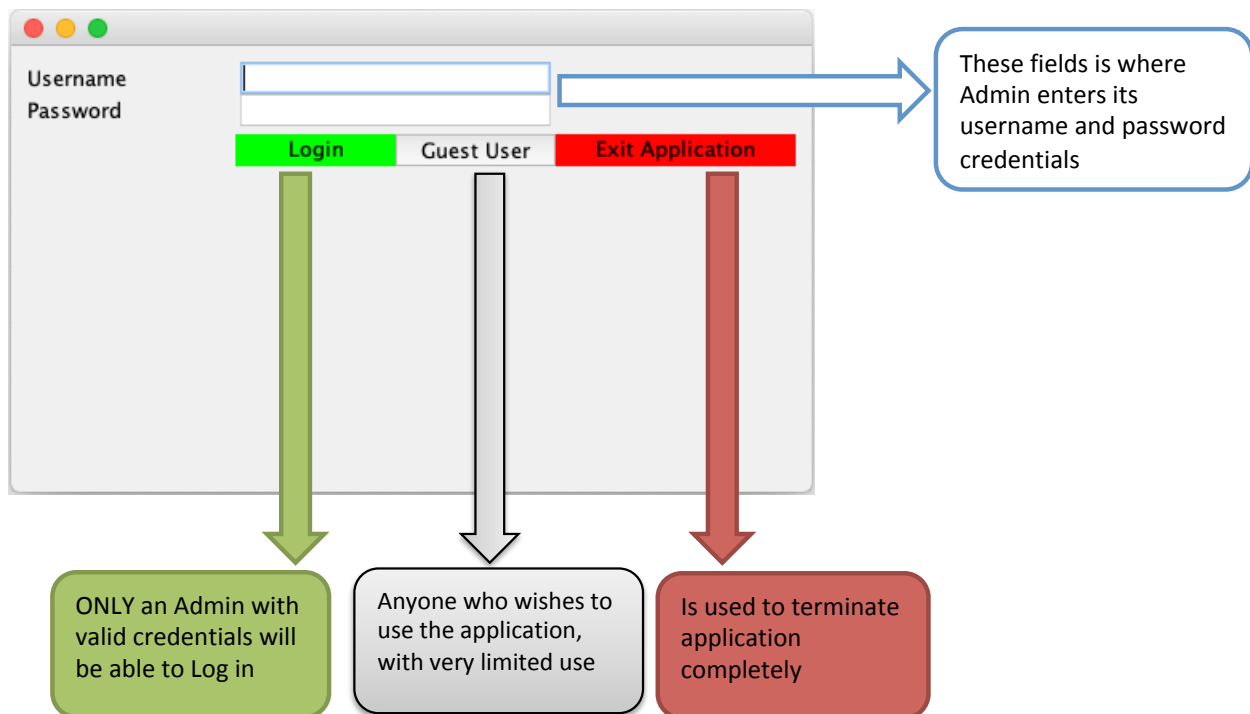 Username
Password
Login
Guest User
Exit Application
These fields is where
Admin enters its
username and password
credentials
ONLY an Admin with
valid credentials will
be able to Log in
Anyone who wishes to
use the application,
with very limited use
Is used to terminate
application
completely